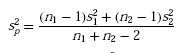 s_p^2 = \frac{(n_1 - 1)s_1^2 + (n_2 - 1)s_2^2}{n_1 + n_2 - 2}